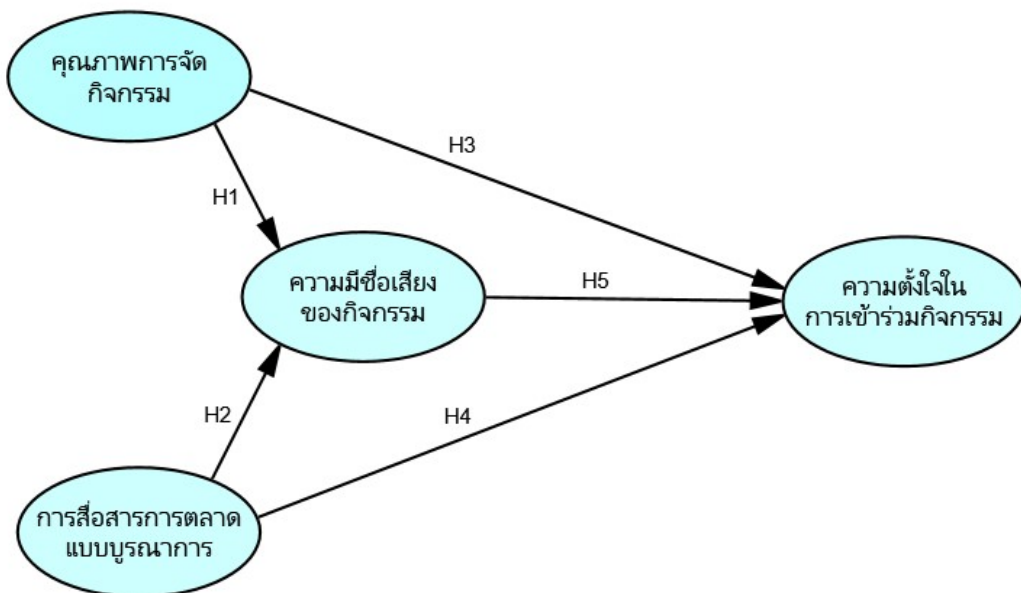 คุณภาพการจัด
กิจกรรม
H3
H1
ความมีชื่อเสียง
ของกิจกรรม
H5
ความตั้งใจใน
การเข้าร่วมกิจกรรม
H2
H4
การสื่อสารการตลาด
แบบบูรณาการ